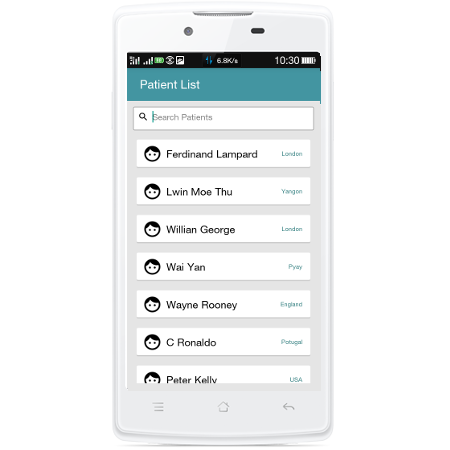 6.8K/s
10:30
Patient List
Search Patients
Ferdinand Lampard London
Lwin Moe Thu Yangon
Willian George London
Wai Yan Pyay
Wayne Rooney England
C Ronaldo Potugal
Peter Kelly USA